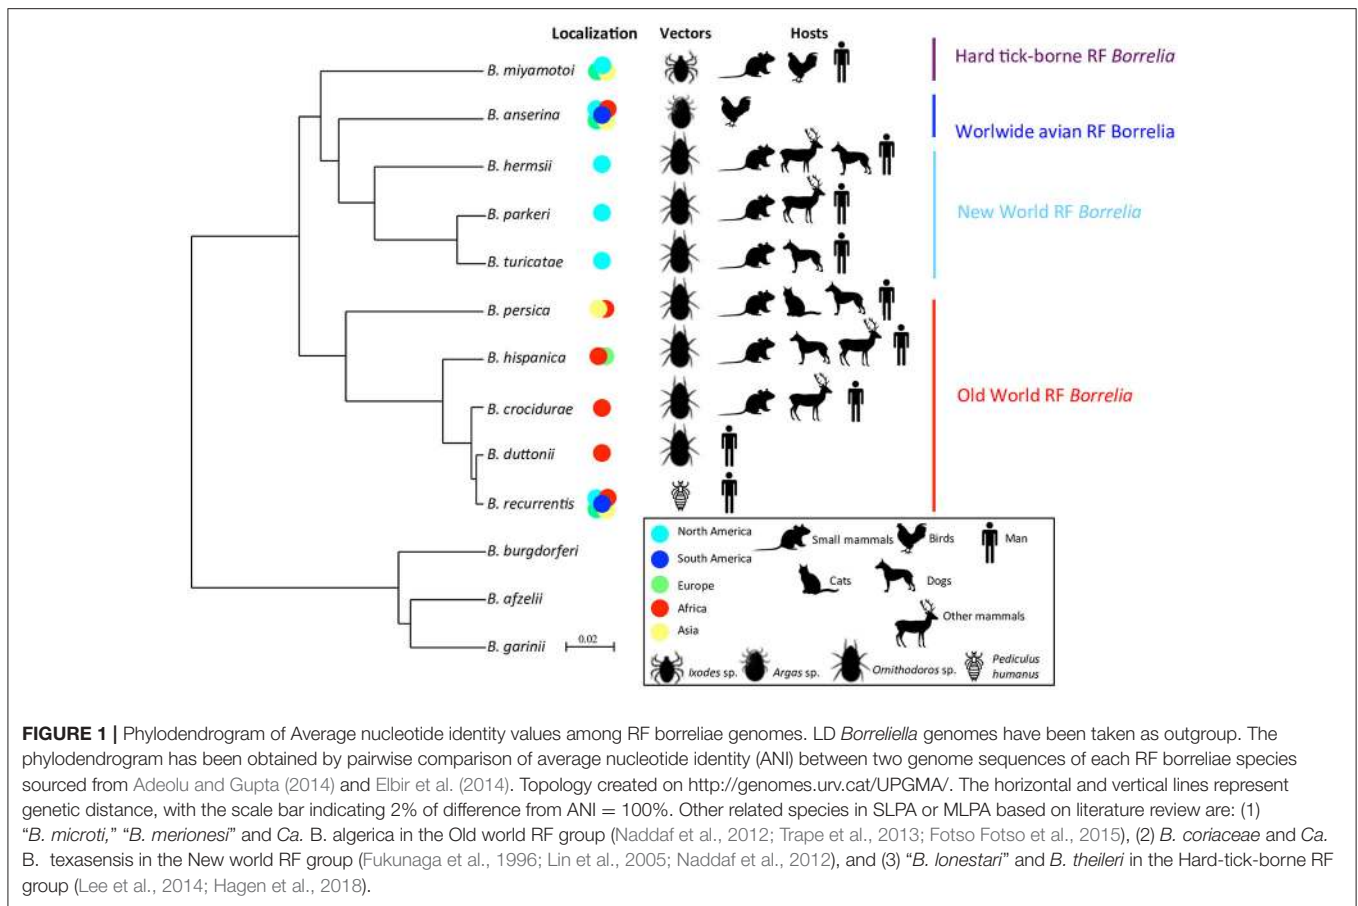 Localization Vectors Hosts
B. miyamotoi
Hard tick-borne RF Borrelia
B. anserina
Worlwide avian RF Borrelia
B. hermsii
B. parkeri
New World RF Borrelia
B. turicatae
B. persica
B. hispanica
Old World RF Borrelia
B. crocidurae
B. duttonii
B. recurrentis
B. burgdorferi
B. afzelii
B. garinii
0.02
North America
South America
Europe
Africa
Asia
Small mammals
Birds
Man
Cats
Dogs
Other mammals
Ixodes sp.
Argas sp.
Ornithodoros sp.
Pediculus
humanus
FIGURE 1 | Phylodendrogram of Average nucleotide identity values among RF borreliae genomes. LD Borreliella genomes have been taken as outgroup. The
phylodendrogram has been obtained by pairwise comparison of average nucleotide identity (ANI) between two genome sequences of each RF borreliae species
sourced from Adeolu and Gupta (2014) and Elbir et al. (2014). Topology created on http://genomes.urv.cat/UPGMA/. The horizontal and vertical lines represent
genetic distance, with the scale bar indicating 2% of difference from ANI = 100%. Other related species in SLPA or MLPA based on literature review are: (1)
“B. microti,” “B. merionesi” and Ca. B. algerica in the Old world RF group (Naddaf et al., 2012; Trape et al., 2013; Fotso Fotso et al., 2015), (2) B. coriaceae and Ca.
B. texasensis in the New world RF group (Fukunaga et al., 1996; Lin et al., 2005; Naddaf et al., 2012), and (3) “B. lonestari” and B. theileri in the Hard-tick-borne RF
group (Lee et al., 2014; Hagen et al., 2018).